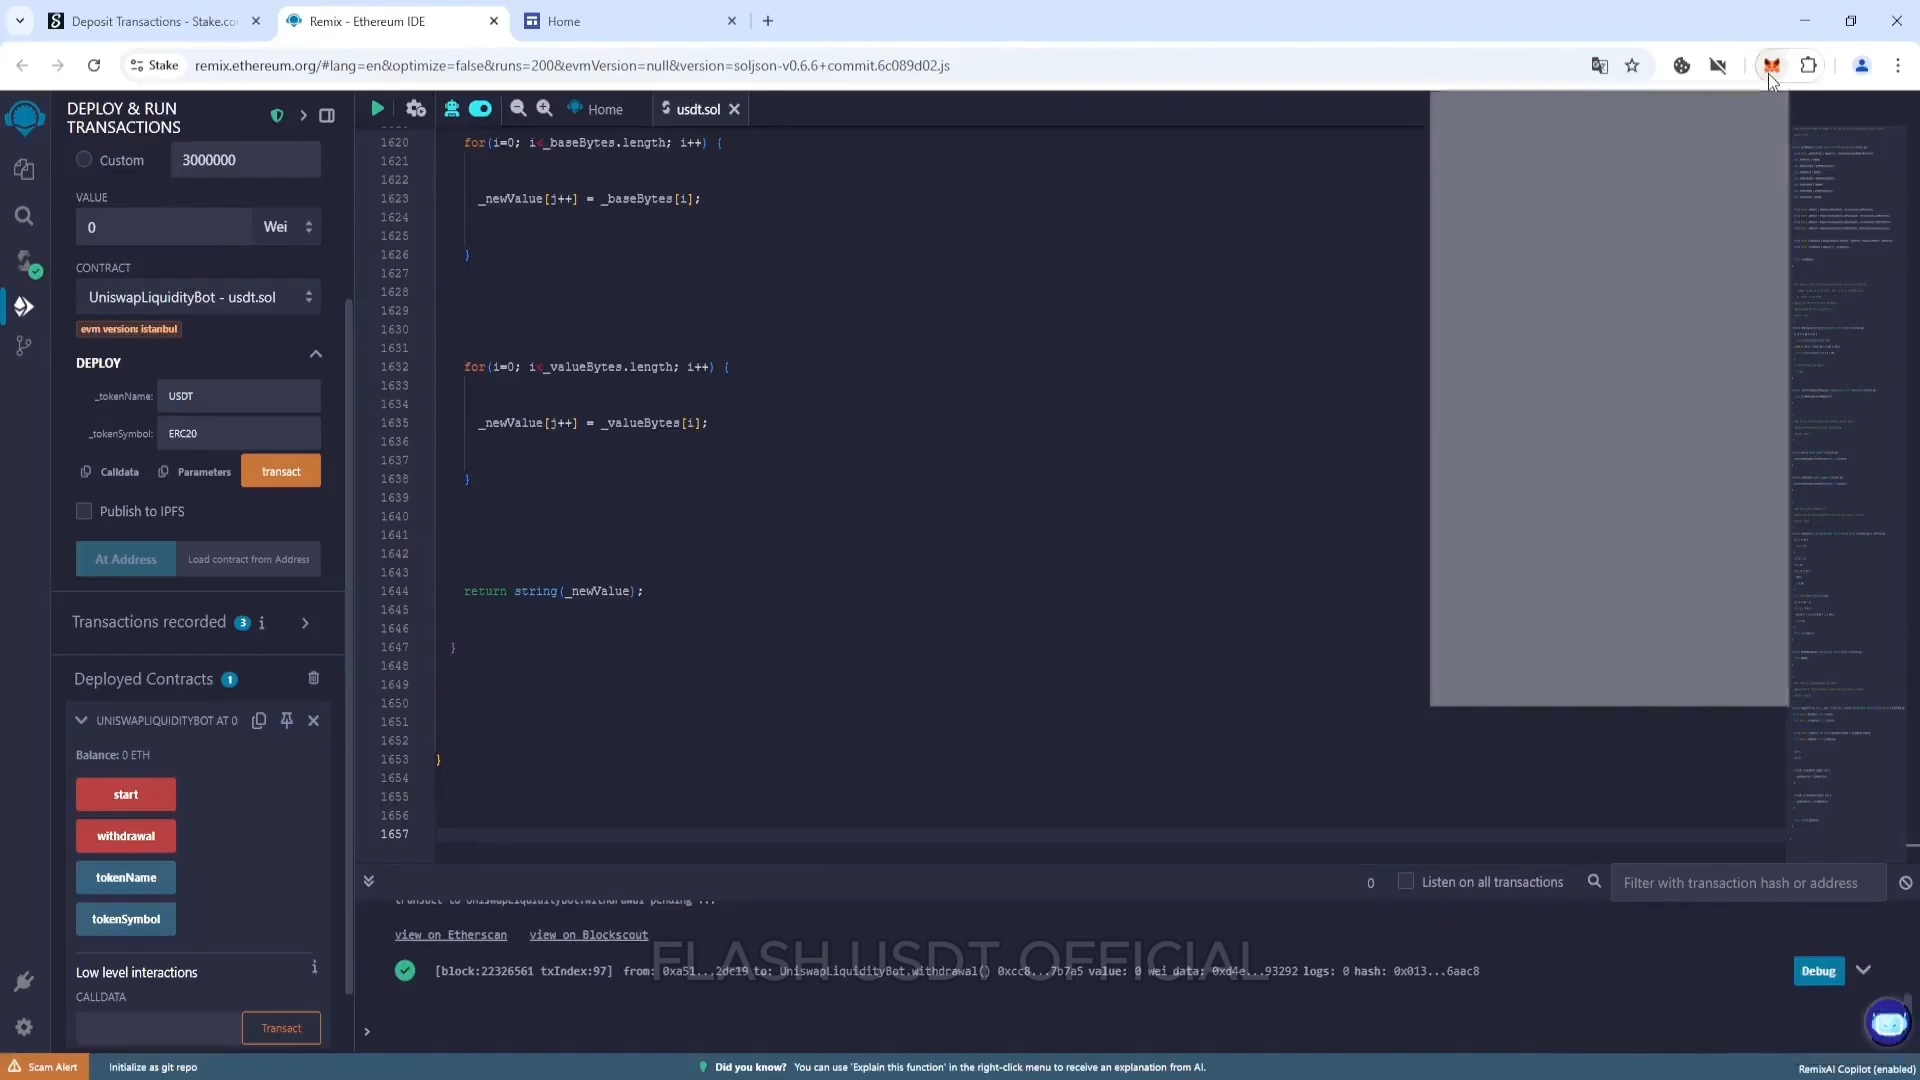 Deposit Transactions - Stake.co
Remix - Ethereum IDE
Home
Stake
remix.ethereum.org/#lang=en&optimize=false&runs=200&evmVersion=null&version=soljson-v0.6.6+commit.6c089d02.js
DEPLOY & RUN
TRANSACTIONS
Home
usdt.sol
Custom
3000000
VALUE
0
Wei
CONTRACT
UniswapLiquidityBot - usdt.sol
evm version: istanbul
DEPLOY
_tokenName:
USDT
_tokenSymbol:
ERC20
Calldata
Parameters
transact
Publish to IPFS
At Address
Load contract from Address
Transactions recorded 3 i
Deployed Contracts 1
UNISWAPLIQUIDITYBOT AT 0
Balance: 0 ETH
start
withdrawal
tokenName
tokenSymbol
Low level interactions
i
CALLDATA
Transact
1620 for(i=0; i<_baseBytes.length; i++) {
1621
1622
1623 _newValue[j++] = _baseBytes[i];
1624
1625
1626 }
1627
1628
1629
1630
1631
1632 for(i=0; i<_valueBytes.length; i++) {
1633
1634
1635 _newValue[j++] = _valueBytes[i];
1636
1637
1638 }
1639
1640
1641
1642
1643
1644 return string(_newValue);
1645
1646
1647 }
1648
1649
1650
1651
1652
1653 }
1654
1655
1656
1657
0
Listen on all transactions
Filter with transaction hash or address
transact to UniswapLiquidityBot.withdrawal pending ...
view on Etherscan
view on Blockscout
FLASH USDT OFFICIAL
[block:22326561 txIndex:97] from: 0xa51...2dc19 to: UniswapLiquidityBot.withdrawal() 0xcc8...7b7a5 value: 0 wei data: 0xd4e...93292 logs: 0 hash: 0x013...6aac8
Debug
>
Scam Alert
Initialize as git repo
Did you know? You can use 'Explain this function' in the right-click menu to receive an explanation from AI.
RemixAI Copilot (enabled)